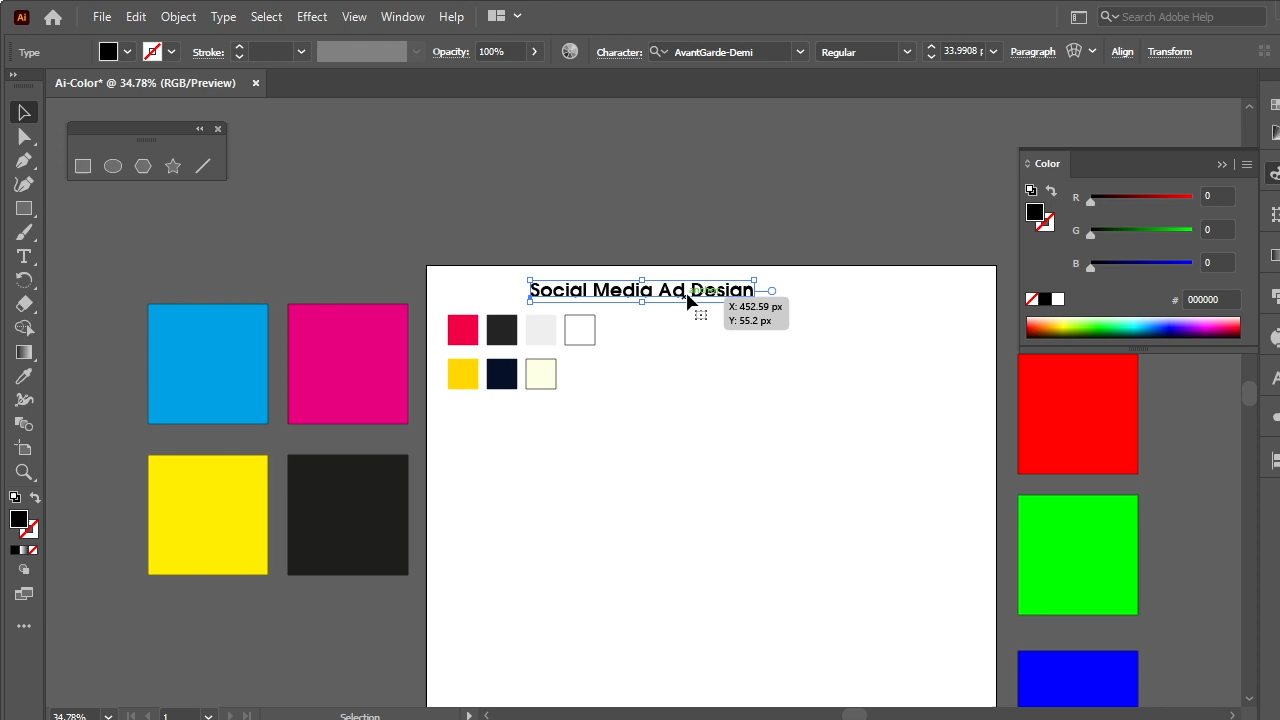 Ai File Edit Object Type Select Effect View Window Help Search Adobe Help
Type Stroke: Opacity: 100% Character: AvantGarde-Demi Regular 33.9908 Paragraph Align Transform
Ai-Color* @ 34.78% (RGB/Preview)
Color
R 0
G 0
B 0
# 000000
Social Media Ad Design
X: 452.59 px
Y: 55.2 px
34.78% 1 Selection